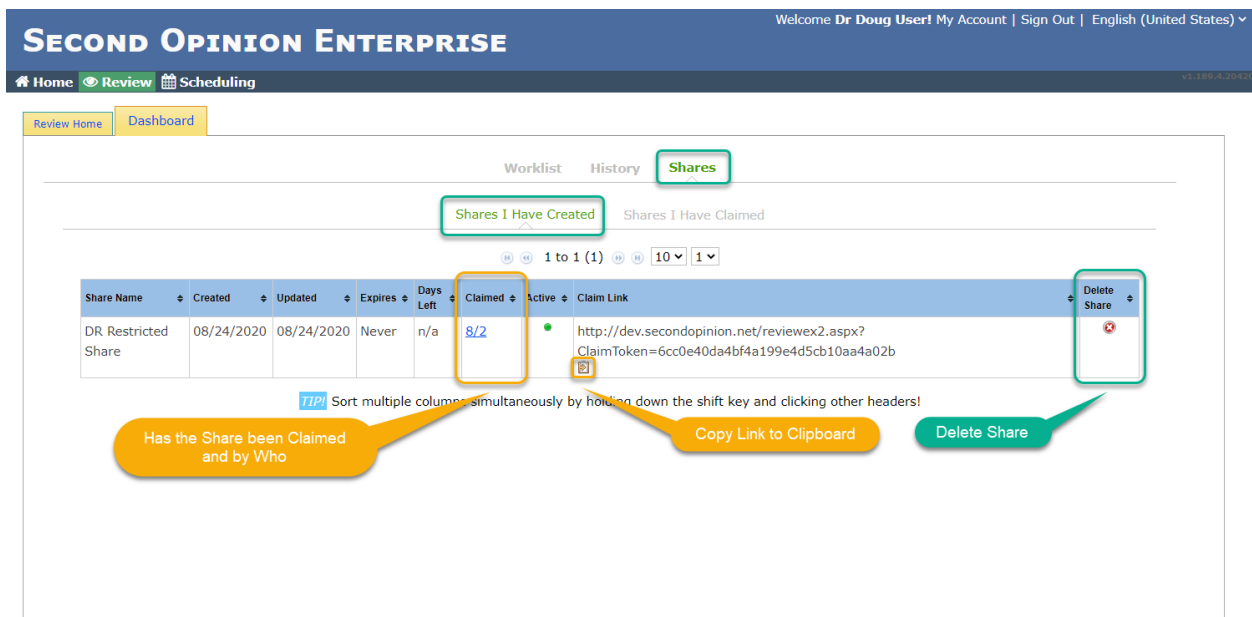 Welcome Dr Doug User! My Account | Sign Out | English (United States)
SECOND OPINION ENTERPRISE
Home Review Scheduling
v1.180.4.20420
Review Home Dashboard
Worklist History Shares
Shares I Have Created Shares I Have Claimed
1 to 1 (1) 10 1
Share Name Created Updated Expires Days Left Claimed Active Claim Link Delete Share
DR Restricted Share 08/24/2020 08/24/2020 Never n/a 8/2 http://dev.secondopinion.net/reviewex2.aspx?
ClaimToken=6cc0e40da4bf4a199e4d5cb10aa4a02b
TIP! Sort multiple columns simultaneously by holding down the shift key and clicking other headers!
Has the Share been Claimed
and by Who
Copy Link to Clipboard
Delete Share